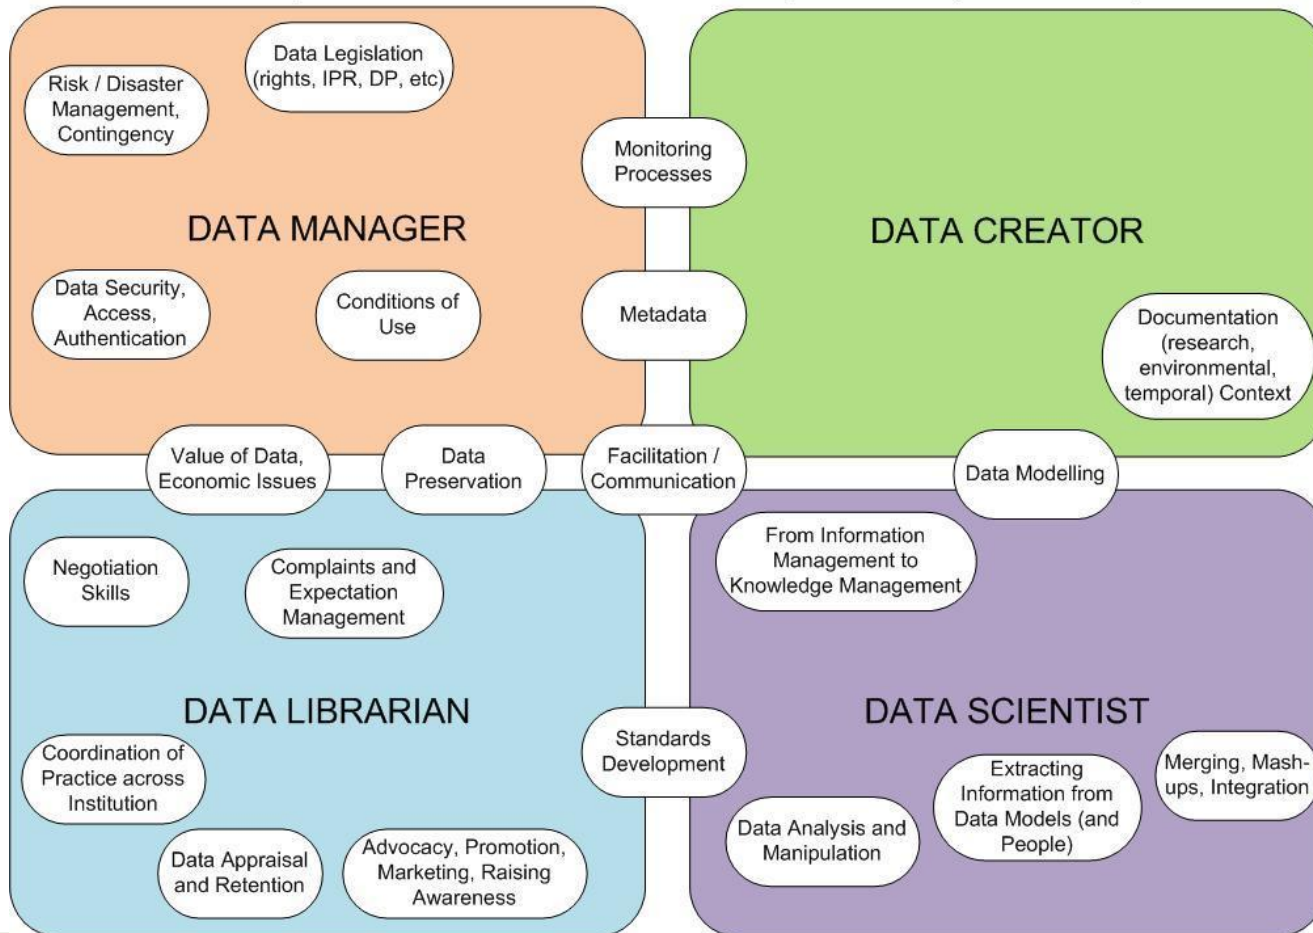 Data Legislation
(rights, IPR, DP, etc)
Risk / Disaster
Management,
Contingency
Monitoring
Processes
DATA MANAGER
DATA CREATOR
Data Security,
Access,
Authentication
Conditions of
Use
Metadata
Documentation
(research,
environmental,
temporal) Context
Value of Data,
Economic Issues
Data
Preservation
Facilitation /
Communication
Data Modelling
Negotiation
Skills
Complaints and
Expectation
Management
From Information
Management to
Knowledge Management
DATA LIBRARIAN
DATA SCIENTIST
Coordination of
Practice across
Institution
Standards
Development
Extracting
Information from
Data Models (and
People)
Merging, Mash-
ups, Integration
Data Analysis and
Manipulation
Data Appraisal
and Retention
Advocacy, Promotion,
Marketing, Raising
Awareness